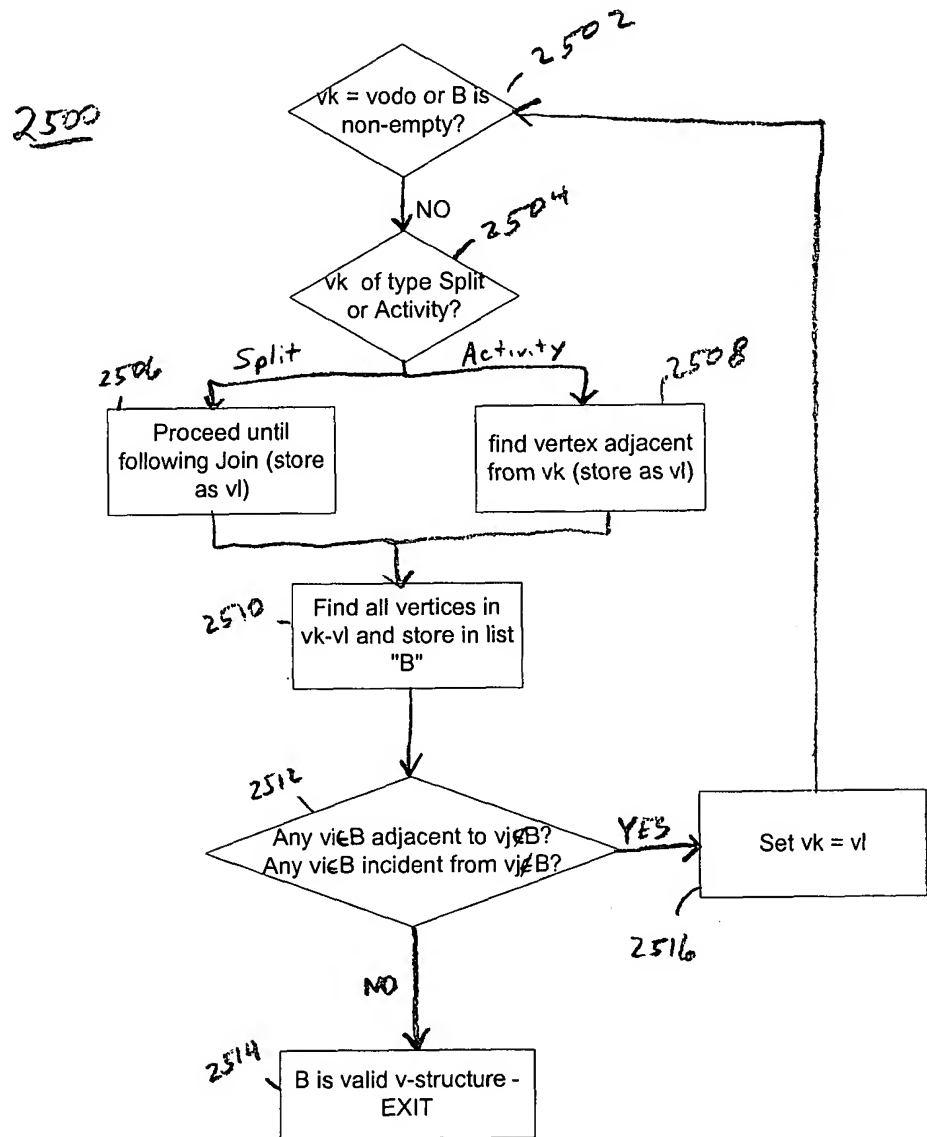 2502
2500
vk = vodo or B is
non-empty?
NO
2504
vk of type Split
or Activity?
Split
Activity
2506
2508
Proceed until
following Join (store
as vl)
find vertex adjacent
from vk (store as vl)
2510
Find all vertices in
vk-vl and store in list
"B"
2512
Any vi∈B adjacent to vj∉B?
Any vi∈B incident from vj∉B?
YES
Set vk = vl
2516
NO
2514
B is valid v-structure -
EXIT